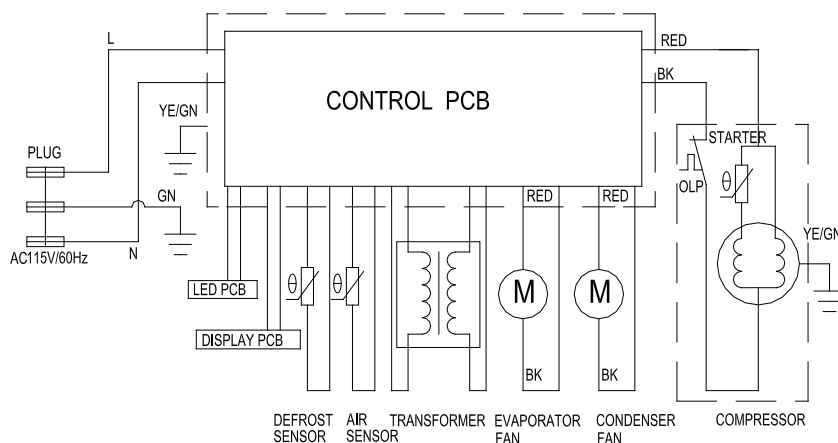 L
RED
BK
CONTROL PCB
YE/GN
PLUG
STARTER
θ
OLP
GN
RED
RED
YE/GN
N
AC115V/60Hz
LED PCB
θ
θ
M
M
DISPLAY PCB
BK
BK
DEFROST
SENSOR
AIR
SENSOR
TRANSFORMER
EVAPORATOR
FAN
CONDENSER
FAN
COMPRESSOR